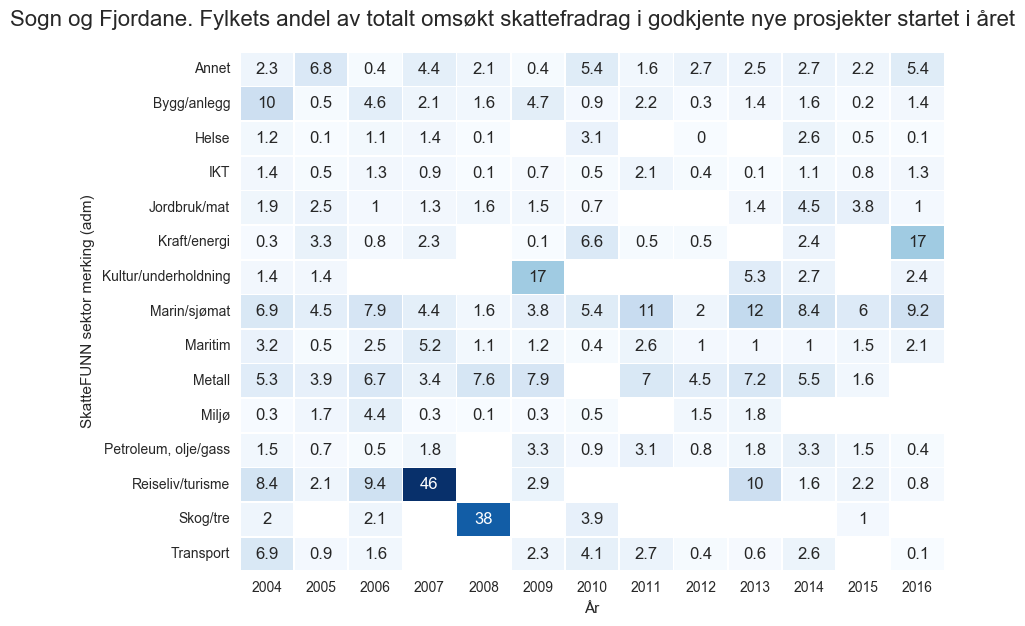 Sogn og Fjordane. Fylkets andel av totalt omsøkt skattefradrag i godkjente nye prosjekter startet i året
SkatteFUNN sektor merking (adm)
Annet 2.3 6.8 0.4 4.4 2.1 0.4 5.4 1.6 2.7 2.5 2.7 2.2 5.4
Bygg/anlegg 10 0.5 4.6 2.1 1.6 4.7 0.9 2.2 0.3 1.4 1.6 0.2 1.4
Helse 1.2 0.1 1.1 1.4 0.1 3.1 0 2.6 0.5 0.1
IKT 1.4 0.5 1.3 0.9 0.1 0.7 0.5 2.1 0.4 0.1 1.1 0.8 1.3
Jordbruk/mat 1.9 2.5 1 1.3 1.6 1.5 0.7 1.4 4.5 3.8 1
Kraft/energi 0.3 3.3 0.8 2.3 0.1 6.6 0.5 0.5 2.4 17
Kultur/underholdning 1.4 1.4 17 5.3 2.7 2.4
Marin/sjømat 6.9 4.5 7.9 4.4 1.6 3.8 5.4 11 2 12 8.4 6 9.2
Maritim 3.2 0.5 2.5 5.2 1.1 1.2 0.4 2.6 1 1 1 1.5 2.1
Metall 5.3 3.9 6.7 3.4 7.6 7.9 7 4.5 7.2 5.5 1.6
Miljø 0.3 1.7 4.4 0.3 0.1 0.3 0.5 1.5 1.8
Petroleum, olje/gass 1.5 0.7 0.5 1.8 3.3 0.9 3.1 0.8 1.8 3.3 1.5 0.4
Reiseliv/turisme 8.4 2.1 9.4 46 2.9 10 1.6 2.2 0.8
Skog/tre 2 2.1 38 3.9 1
Transport 6.9 0.9 1.6 2.3 4.1 2.7 0.4 0.6 2.6 0.1
2004 2005 2006 2007 2008 2009 2010 2011 2012 2013 2014 2015 2016
År